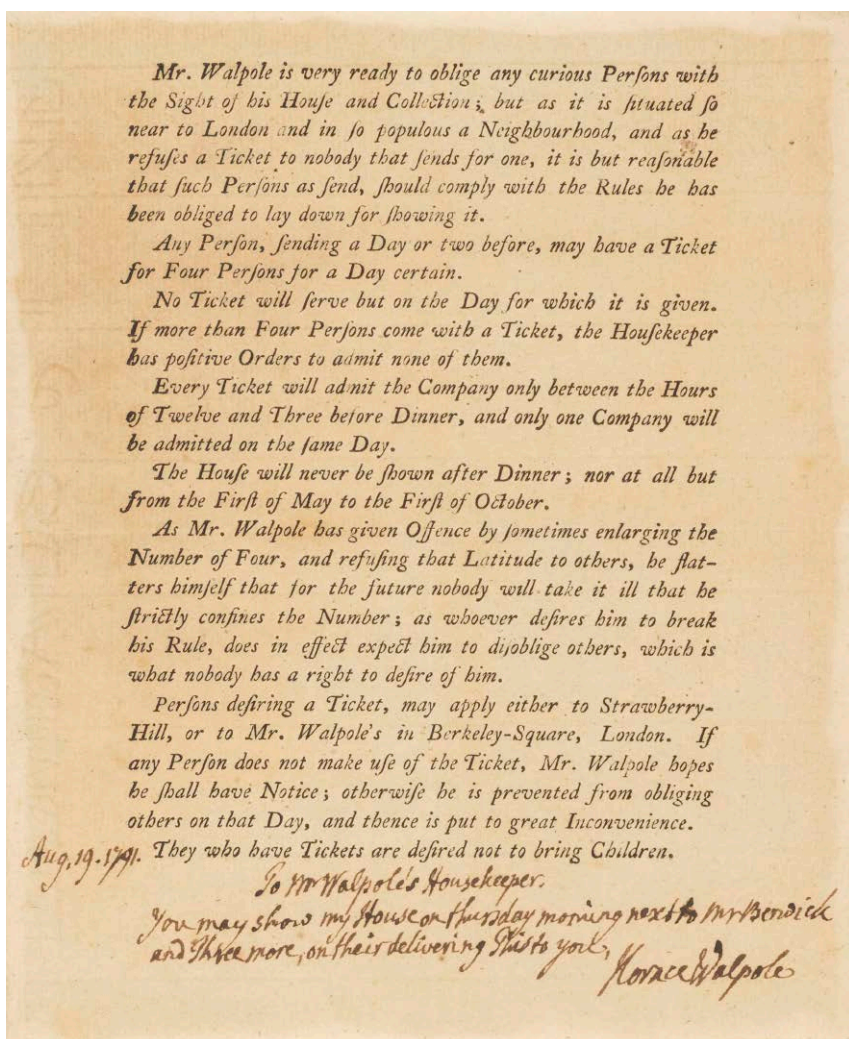 Mr. Walpole is very ready to oblige any curious Perſons with
the Sight of his Houſe and Collection; but as it is ſituated ſo
near to London and in ſo populous a Neighbourhood, and as he
refuſes a Ticket to nobody that ſends for one, it is but reaſonable
that ſuch Perſons as ſend, ſhould comply with the Rules he has
been obliged to lay down for ſhowing it.
Any Perſon, ſending a Day or two before, may have a Ticket
for Four Perſons for a Day certain.
No Ticket will ſerve but on the Day for which it is given.
If more than Four Perſons come with a Ticket, the Houſekeeper
has poſitive Orders to admit none of them.
Every Ticket will admit the Company only between the Hours
of Twelve and Three before Dinner, and only one Company will
be admitted on the ſame Day.
The Houſe will never be ſhown after Dinner; nor at all but
from the Firſt of May to the Firſt of October.
As Mr. Walpole has given Offence by ſometimes enlarging the
Number of Four, and refuſing that Latitude to others, he flat-
ters himſelf that for the future nobody will take it ill that he
ſtrictly confines the Number; as whoever deſires him to break
his Rule, does in effect expect him to diſoblige others, which is
what nobody has a right to deſire of him.
Perſons deſiring a Ticket, may apply either to Strawberry-
Hill, or to Mr. Walpole's in Berkeley-Square, London. If
any Perſon does not make uſe of the Ticket, Mr. Walpole hopes
he ſhall have Notice; otherwiſe he is prevented from obliging
others on that Day, and thence is put to great Inconvenience.
They who have Tickets are deſired not to bring Children.
Aug. 19. 1791.
To Mr Walpole's Housekeeper.
You may show my House on thursday morning next to Mr Berwick
and Three more, on their delivering This to you,
Horace Walpole